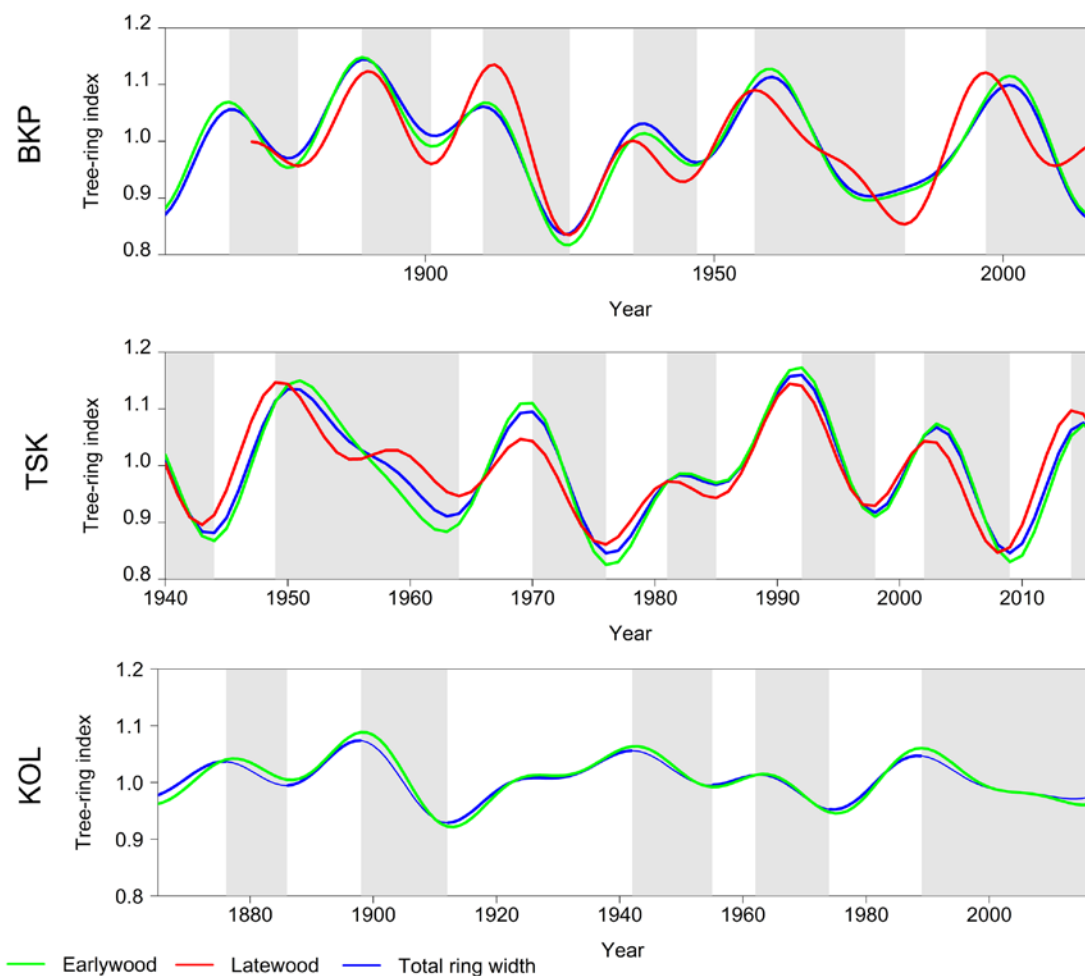 BKP
Tree-ring index
1.2
1.1
1.0
0.9
0.8
1900 1950 2000
Year
TSK
Tree-ring index
1.2
1.1
1.0
0.9
0.8
1940 1950 1960 1970 1980 1990 2000 2010
Year
KOL
Tree-ring index
1.2
1.1
1.0
0.9
0.8
1880 1900 1920 1940 1960 1980 2000
Year
Earlywood Latewood Total ring width